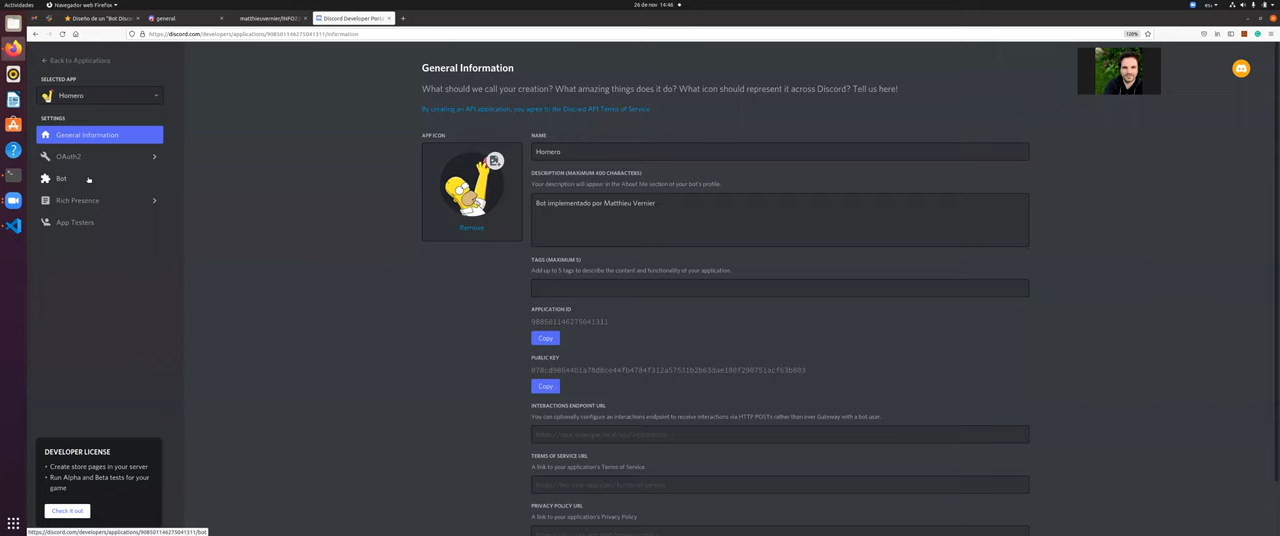 Actividades
Navegador web Firefox
26 de nov 14:46
Diseño de un "Bot Disco
general
matthieuvernier/INFO2
Discord Developer Porta
https://discord.com/developers/applications/908501146275041311/information
120%
Back to Applications
SELECTED APP
Homero
SETTINGS
General Information
OAuth2
Bot
Rich Presence
App Testers
General Information
What should we call your creation? What amazing things does it do? What icon should represent it across Discord? Tell us here!
By creating an API application, you agree to the Discord API Terms of Service
APP ICON
Remove
NAME
Homero
DESCRIPTION (MAXIMUM 400 CHARACTERS)
Your description will appear in the About Me section of your bot's profile.
Bot implementado por Matthieu Vernier
TAGS (MAXIMUM 5)
Add up to 5 tags to describe the content and functionality of your application.
APPLICATION ID
908501146275041311
Copy
PUBLIC KEY
Copy
INTERACTIONS ENDPOINT URL
You can optionally configure an interactions endpoint to receive interactions via HTTP POSTs rather than over Gateway with a bot user.
TERMS OF SERVICE URL
A link to your application's Terms of Service
https://my-cool-app.com/terms-of-service
PRIVACY POLICY URL
A link to your application's Privacy Policy
DEVELOPER LICENSE
• Create store pages in your server
• Run Alpha and Beta tests for your
game
Check it out
https://discord.com/developers/applications/908501146275041311/bot